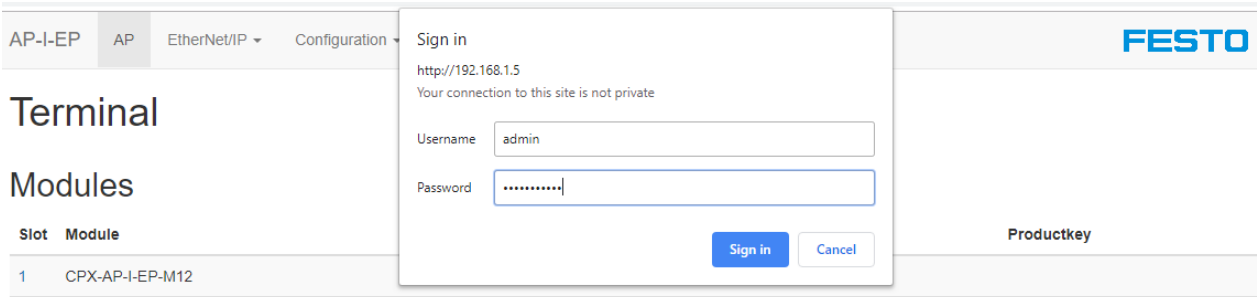 AP-I-EP AP EtherNet/IP Configuration FESTO
Sign in
http://192.168.1.5
Your connection to this site is not private
Username admin
Password •••••••••••
Sign in Cancel
Terminal
Modules
Slot Module Productkey
1 CPX-AP-I-EP-M12